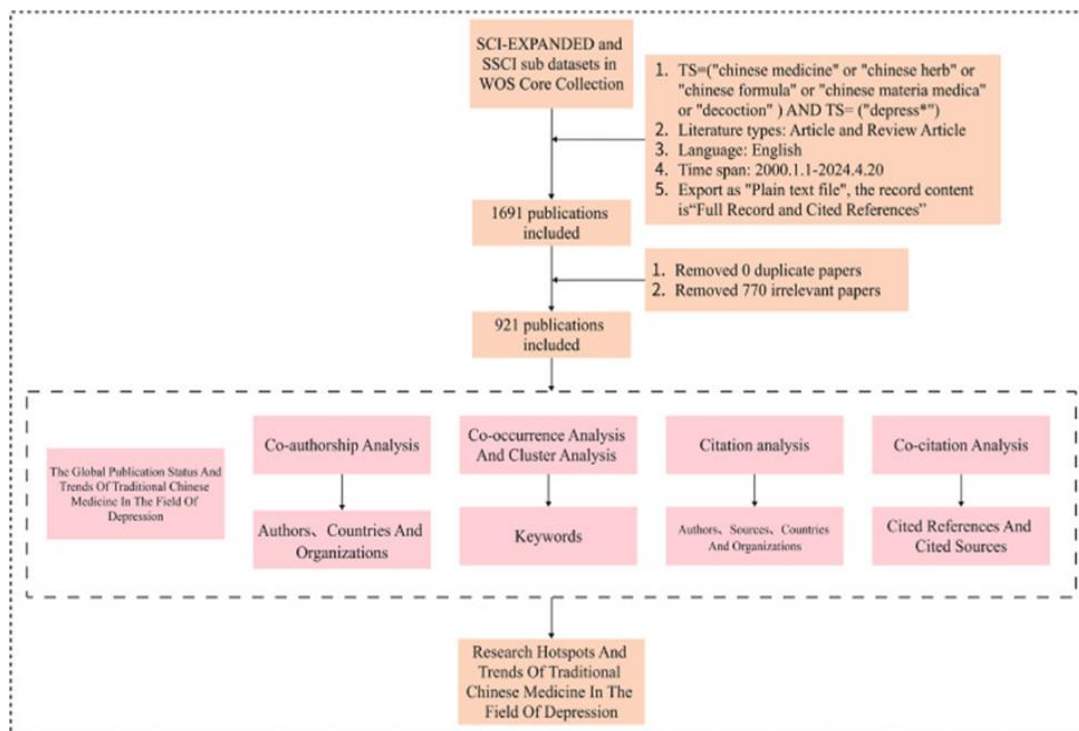 SCI-EXPANDED and
SSCI sub datasets in
WOS Core Collection
1. TS=("chinese medicine" or "chinese herb" or
"chinese formula" or "chinese materia medica"
or "decoction" ) AND TS= ("depress*")
2. Literature types: Article and Review Article
3. Language: English
4. Time span: 2000.1.1-2024.4.20
5. Export as "Plain text file", the record content
is“Full Record and Cited References”
1691 publications
included
1. Removed 0 duplicate papers
2. Removed 770 irrelevant papers
921 publications
included
The Global Publication Status And
Trends Of Traditional Chinese
Medicine In The Field Of
Depression
Co-authorship Analysis
Authors、Countries And
Organizations
Co-occurrence Analysis
And Cluster Analysis
Keywords
Citation analysis
Authors、Sources、Countries
And Organizations
Co-citation Analysis
Cited References And
Cited Sources
Research Hotspots And
Trends Of Traditional
Chinese Medicine In The
Field Of Depression